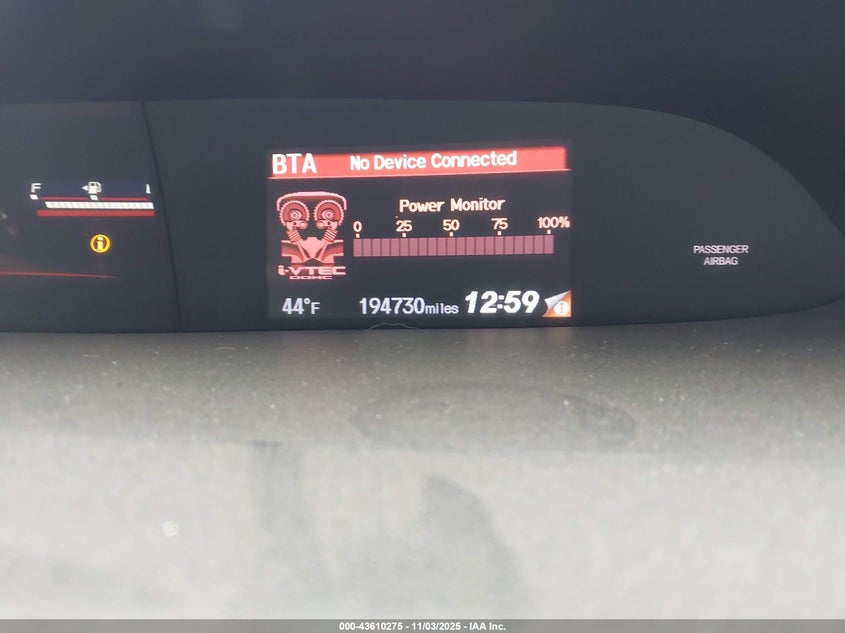 BTA No Device Connected
F
Power Monitor
0 25 50 75 100%
i-VTEC
DOHC
44°F 194730miles 12:59
i
PASSENGER
AIRBAG
000-43610275 - 11/03/2025 - IAA Inc.